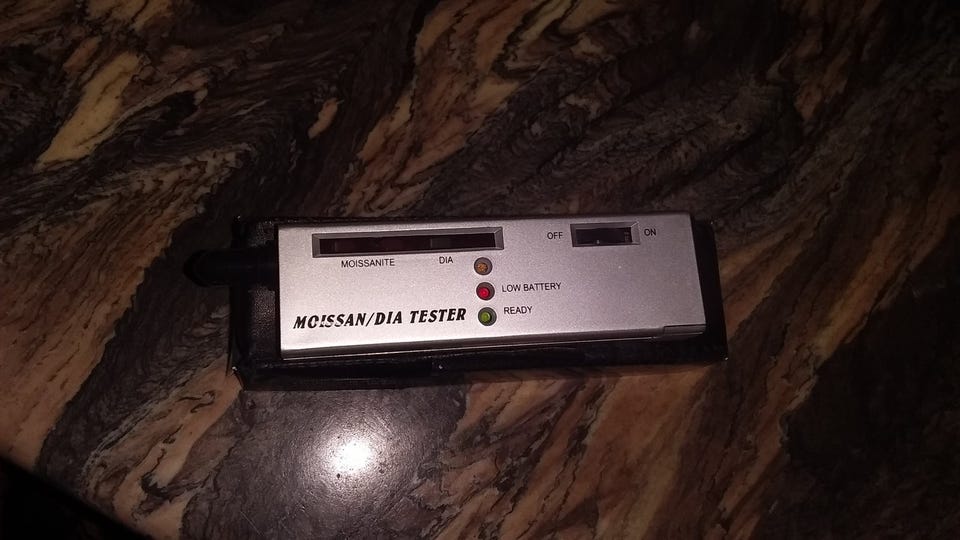 OFF ON
MOISSANITE DIA
LOW BATTERY
READY
MOISSAN/DIA TESTER